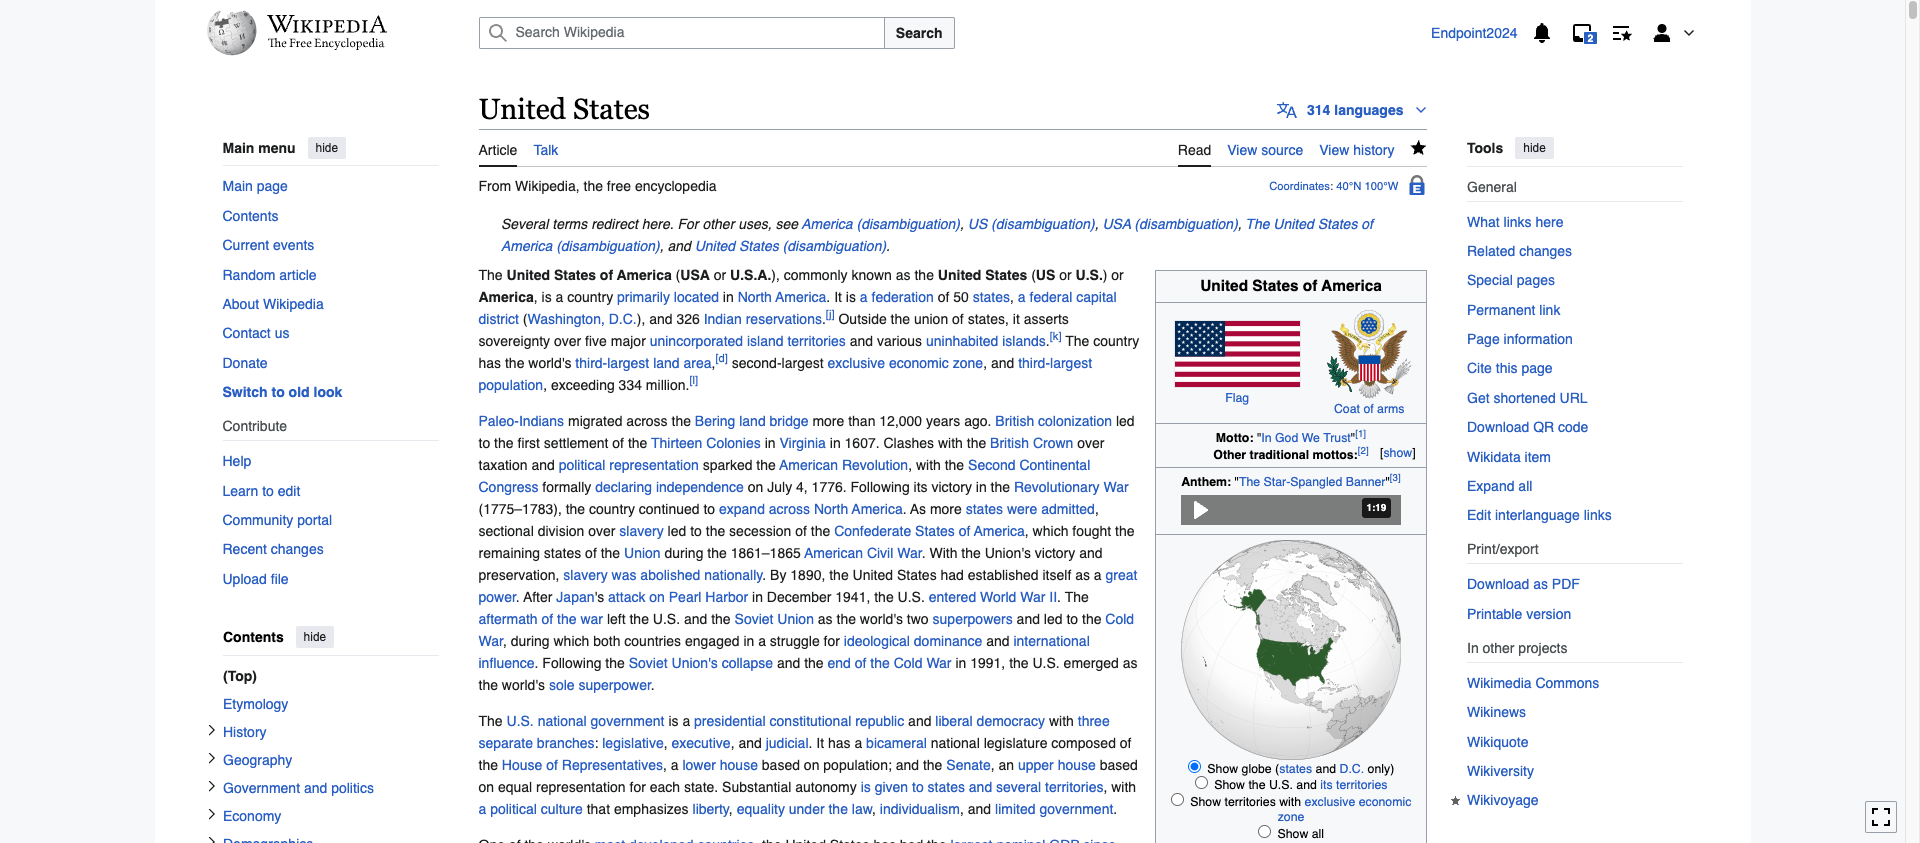 WIKIPEDIA
The Free Encyclopedia
Search Wikipedia
Search
Endpoint2024
2
Main menu hide
Main page
Contents
Current events
Random article
About Wikipedia
Contact us
Donate
Switch to old look
Contribute
Help
Learn to edit
Community portal
Recent changes
Upload file
Contents hide
(Top)
Etymology
History
Geography
Government and politics
Economy
Demographics
United States
314 languages
Article Talk
Read View source View history
From Wikipedia, the free encyclopedia
Coordinates: 40°N 100°W
E
Several terms redirect here. For other uses, see America (disambiguation), US (disambiguation), USA (disambiguation), The United States of
America (disambiguation), and United States (disambiguation).
The United States of America (USA or U.S.A.), commonly known as the United States (US or U.S.) or
America, is a country primarily located in North America. It is a federation of 50 states, a federal capital
district (Washington, D.C.), and 326 Indian reservations.[j] Outside the union of states, it asserts
sovereignty over five major unincorporated island territories and various uninhabited islands.[k] The country
has the world's third-largest land area,[d] second-largest exclusive economic zone, and third-largest
population, exceeding 334 million.[l]
Paleo-Indians migrated across the Bering land bridge more than 12,000 years ago. British colonization led
to the first settlement of the Thirteen Colonies in Virginia in 1607. Clashes with the British Crown over
taxation and political representation sparked the American Revolution, with the Second Continental
Congress formally declaring independence on July 4, 1776. Following its victory in the Revolutionary War
(1775–1783), the country continued to expand across North America. As more states were admitted,
sectional division over slavery led to the secession of the Confederate States of America, which fought the
remaining states of the Union during the 1861–1865 American Civil War. With the Union's victory and
preservation, slavery was abolished nationally. By 1890, the United States had established itself as a great
power. After Japan's attack on Pearl Harbor in December 1941, the U.S. entered World War II. The
aftermath of the war left the U.S. and the Soviet Union as the world's two superpowers and led to the Cold
War, during which both countries engaged in a struggle for ideological dominance and international
influence. Following the Soviet Union's collapse and the end of the Cold War in 1991, the U.S. emerged as
the world's sole superpower.
The U.S. national government is a presidential constitutional republic and liberal democracy with three
separate branches: legislative, executive, and judicial. It has a bicameral national legislature composed of
the House of Representatives, a lower house based on population; and the Senate, an upper house based
on equal representation for each state. Substantial autonomy is given to states and several territories, with
a political culture that emphasizes liberty, equality under the law, individualism, and limited government.
One of the world's most developed countries, the United States has had the largest nominal GDP since
United States of America
Flag
Coat of arms
Motto: "In God We Trust"[1]
Other traditional mottos:[2] [show]
Anthem: "The Star-Spangled Banner"[3]
1:19
Show globe (states and D.C. only)
Show the U.S. and its territories
Show territories with exclusive economic
zone
Show all
Tools hide
General
What links here
Related changes
Special pages
Permanent link
Page information
Cite this page
Get shortened URL
Download QR code
Wikidata item
Expand all
Edit interlanguage links
Print/export
Download as PDF
Printable version
In other projects
Wikimedia Commons
Wikinews
Wikiquote
Wikiversity
Wikivoyage